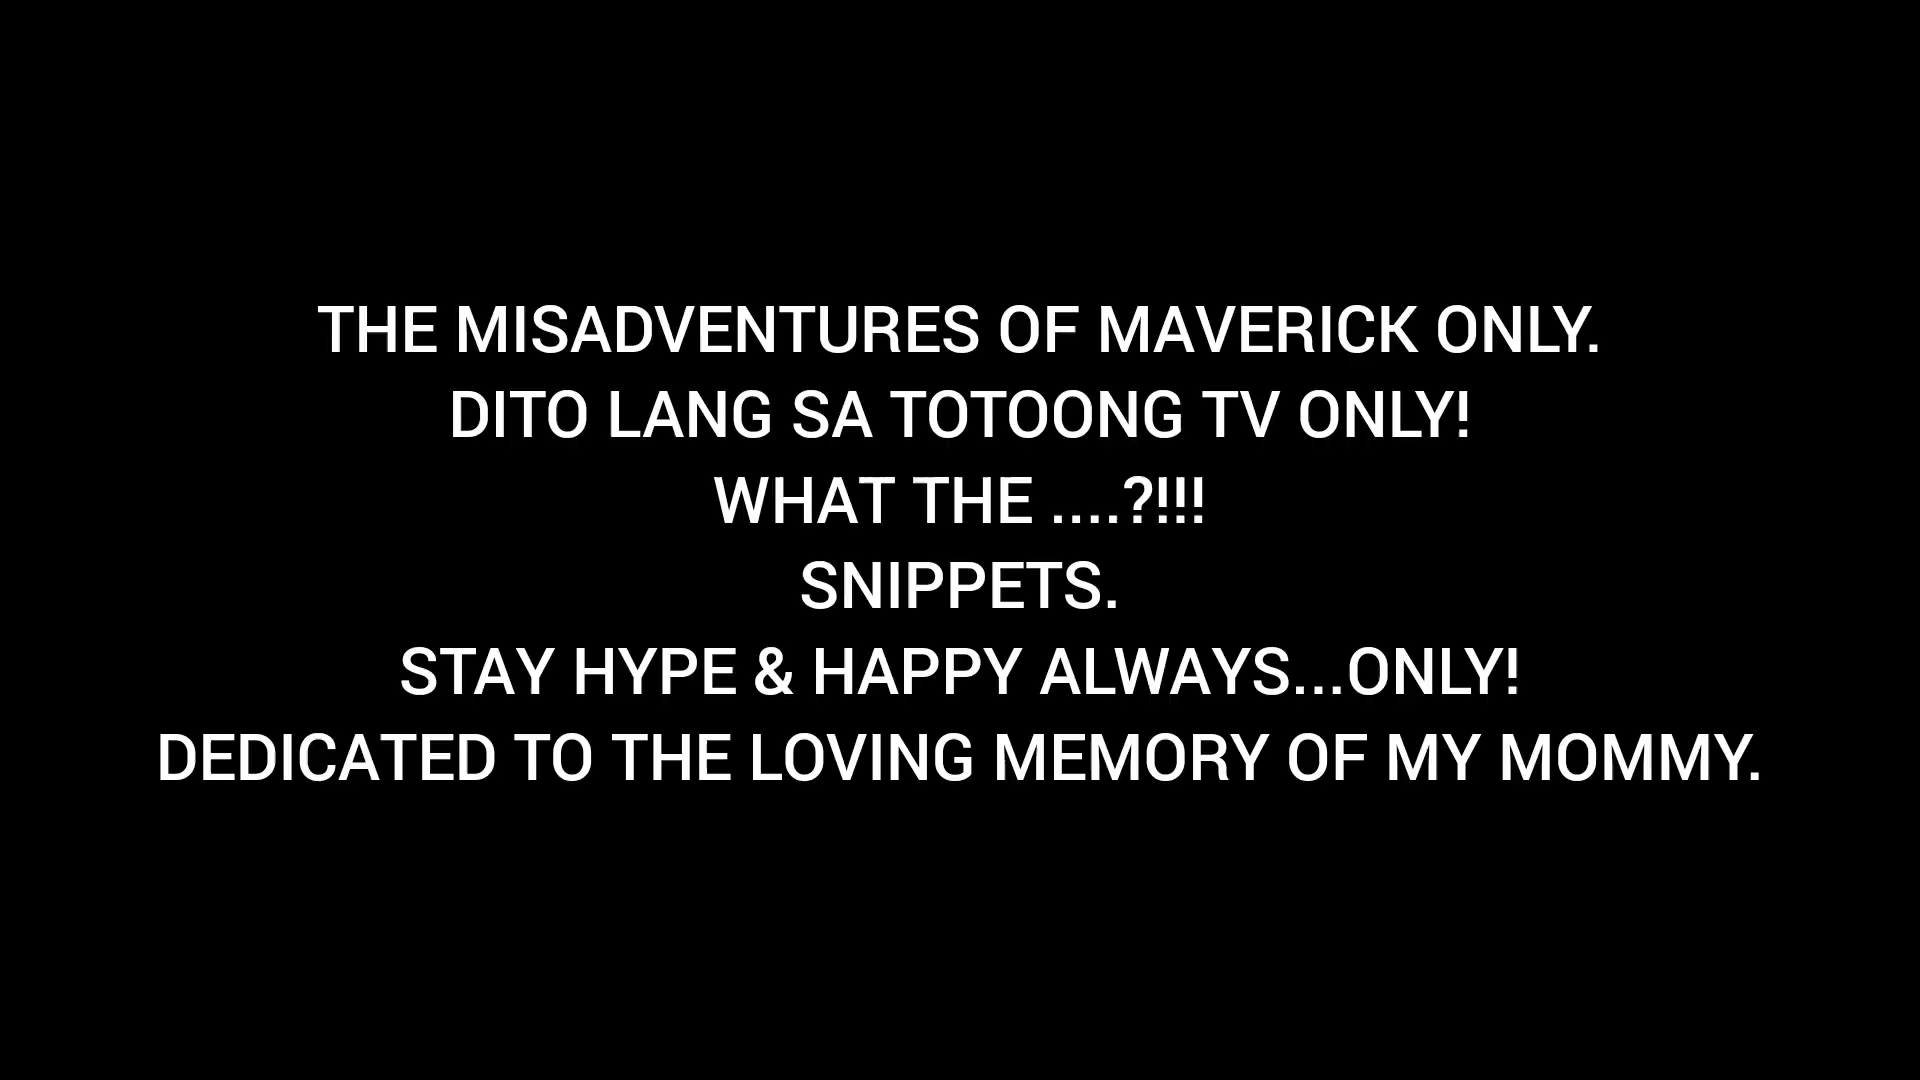 THE MISADVENTURES OF MAVERICK ONLY.
DITO LANG SA TOTOONG TV ONLY!
WHAT THE ....?!!!
SNIPPETS.
STAY HYPE & HAPPY ALWAYS...ONLY!
DEDICATED TO THE LOVING MEMORY OF MY MOMMY.